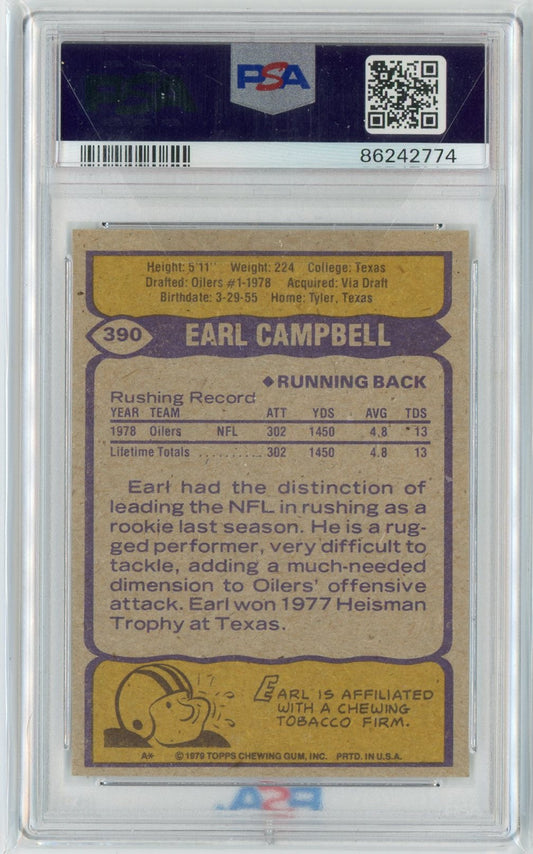 PSA
86242774
Height: 5'11" Weight: 224 College: Texas
Drafted: Oilers #1-1978 Acquired: Via Draft
Birthdate: 3-29-55 Home: Tyler, Texas
390 EARL CAMPBELL
◆RUNNING BACK
Rushing Record
YEAR TEAM ATT YDS AVG TDS
1978 Oilers NFL 302 1450 4.8 *13
Lifetime Totals .......... 302 1450 4.8 13
Earl had the distinction of
leading the NFL in rushing as a
rookie last season. He is a rug-
ged performer, very difficult to
tackle, adding a much-needed
dimension to Oilers' offensive
attack. Earl won 1977 Heisman
Trophy at Texas.
EARL IS AFFILIATED
WITH A CHEWING
TOBACCO FIRM.
A* © 1979 TOPPS CHEWING GUM, INC. PRTD. IN U.S.A.
PSA